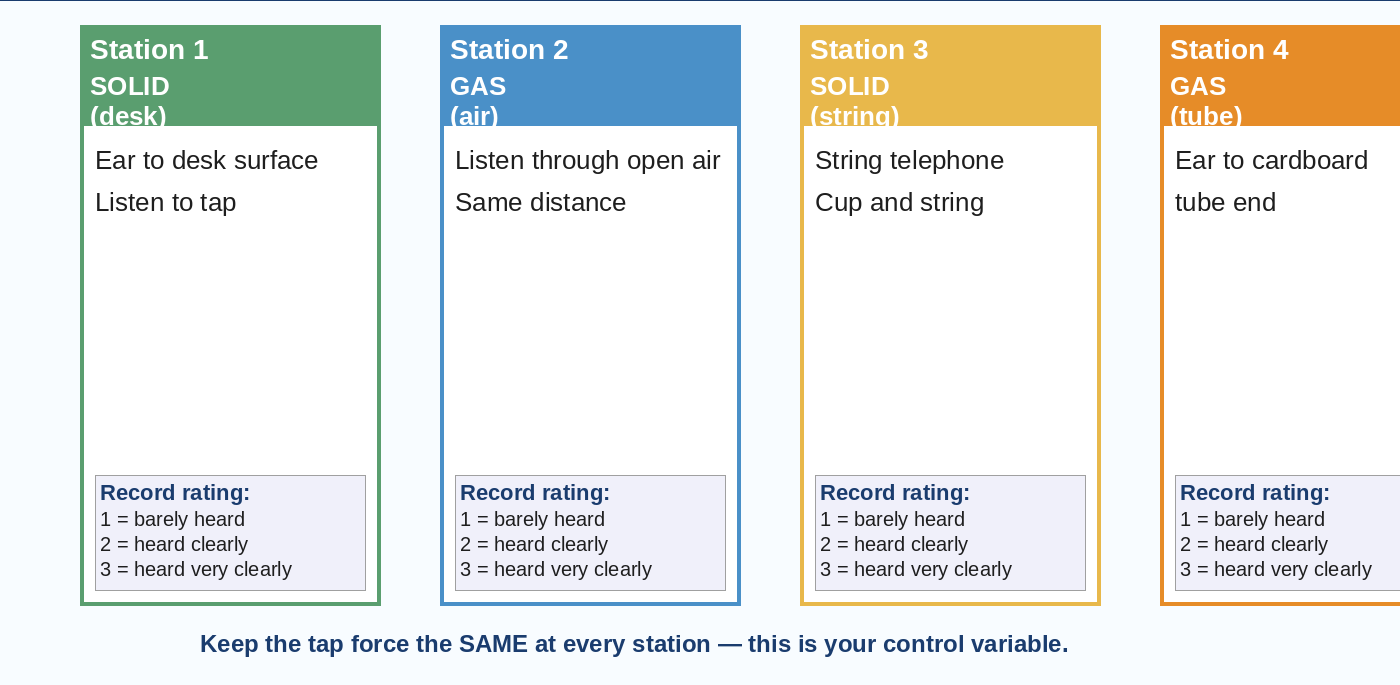 Station 1
SOLID
(desk)
Ear to desk surface
Listen to tap
Record rating:
1 = barely heard
2 = heard clearly
3 = heard very clearly
Station 2
GAS
(air)
Listen through open air
Same distance
Record rating:
1 = barely heard
2 = heard clearly
3 = heard very clearly
Station 3
SOLID
(string)
String telephone
Cup and string
Record rating:
1 = barely heard
2 = heard clearly
3 = heard very clearly
Station 4
GAS
(tube)
Ear to cardboard
tube end
Record rating:
1 = barely heard
2 = heard clearly
3 = heard very clearly
Keep the tap force the SAME at every station — this is your control variable.